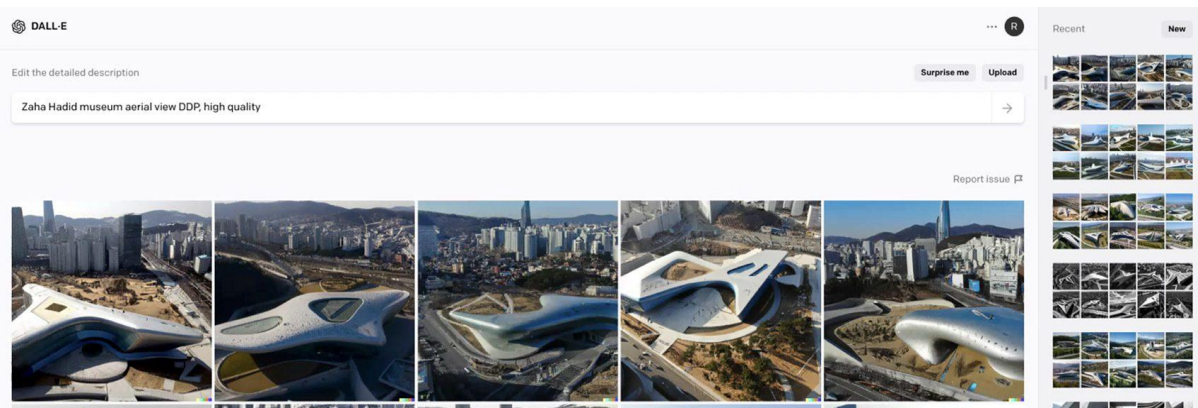 DALL·E
R
Recent
New
Edit the detailed description
Surprise me
Upload
Zaha Hadid museum aerial view DDP, high quality
Report issue